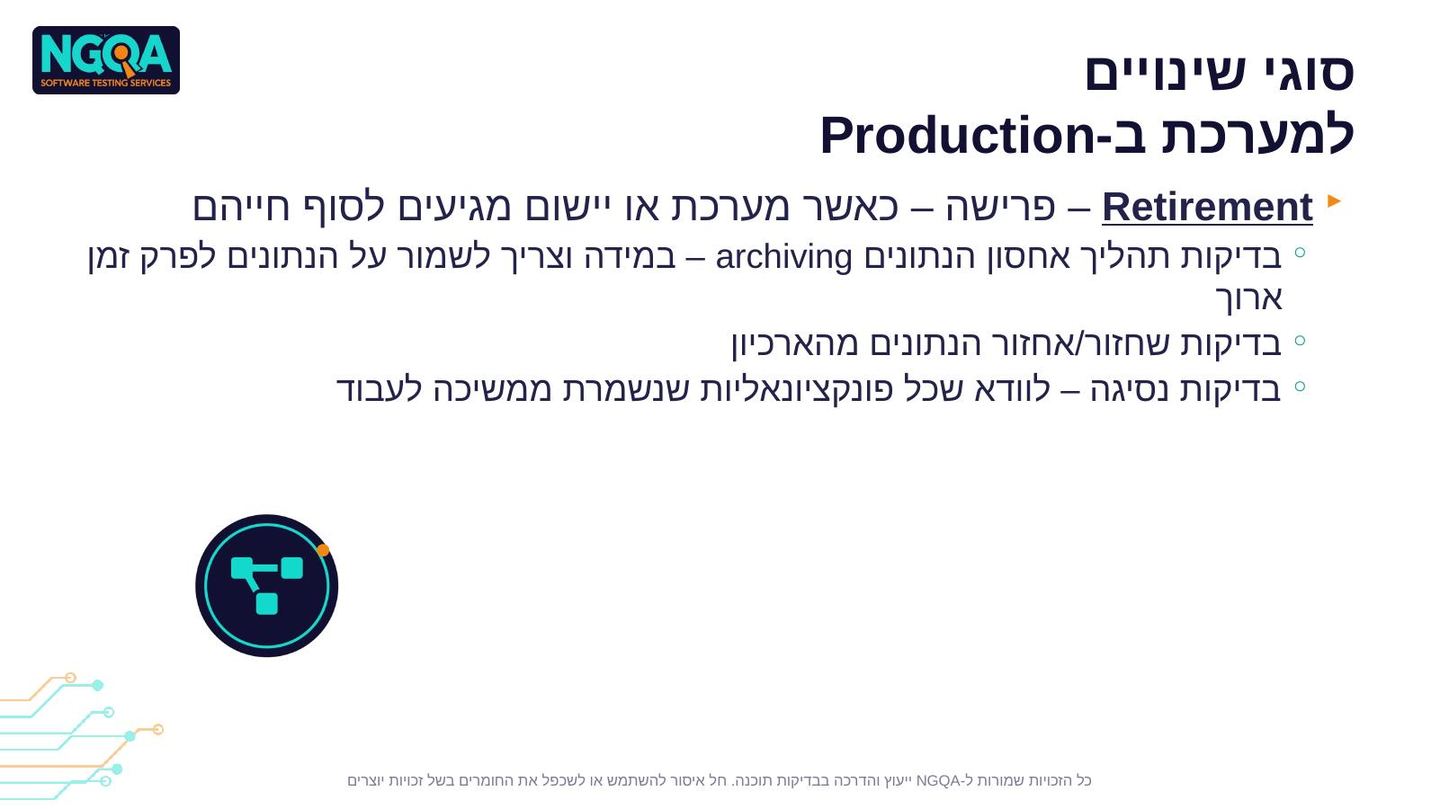 NGQA
SOFTWARE TESTING SERVICES
סוגי שינויים
למערכת ב-Production
Retirement – פרישה – כאשר מערכת או יישום מגיעים לסוף חייהם
בדיקות תהליך אחסון הנתונים archiving – במידה וצריך לשמור על הנתונים לפרק זמן
ארוך
בדיקות שחזור/אחזור הנתונים מהארכיון
בדיקות נסיגה – לוודא שכל פונקציונאליות שנשמרת ממשיכה לעבוד
כל הזכויות שמורות ל-NGQA ייעוץ והדרכה בבדיקות תוכנה. חל איסור להשתמש או לשכפל את החומרים בשל זכויות יוצרים